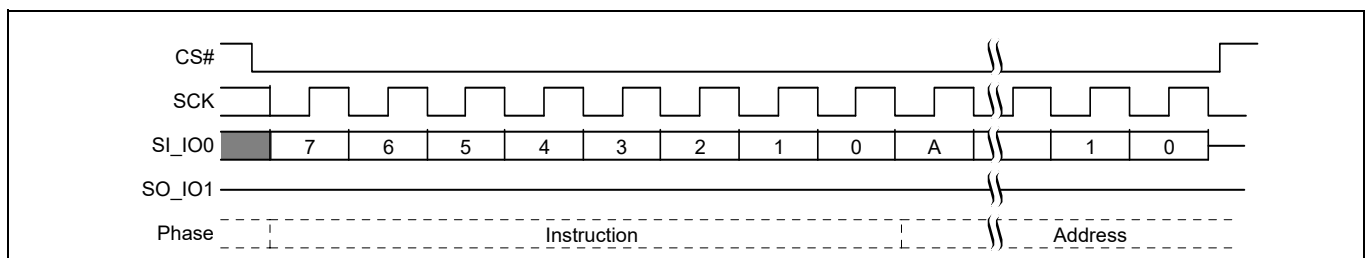 CS#
SCK
SI_IO0 7 6 5 4 3 2 1 0 A 1 0
SO_IO1
Phase Instruction Address